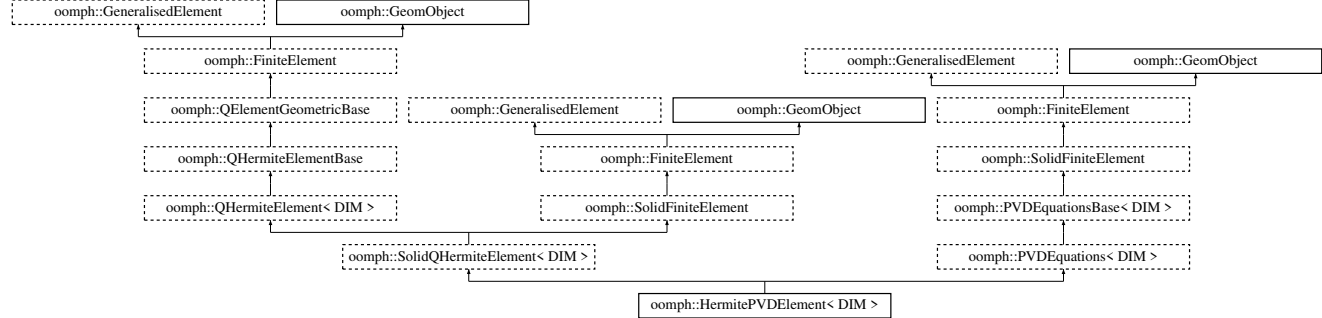 oomph::GeneralisedElement
oomph::GeomObject
oomph::FiniteElement
oomph::GeneralisedElement
oomph::GeomObject
oomph::QElementGeometricBase
oomph::GeneralisedElement
oomph::GeomObject
oomph::FiniteElement
oomph::QHermiteElementBase
oomph::FiniteElement
oomph::SolidFiniteElement
oomph::QHermiteElement< DIM >
oomph::SolidFiniteElement
oomph::PVDEquationsBase< DIM >
oomph::SolidQHermiteElement< DIM >
oomph::PVDEquations< DIM >
oomph::HermitePVDElement< DIM >